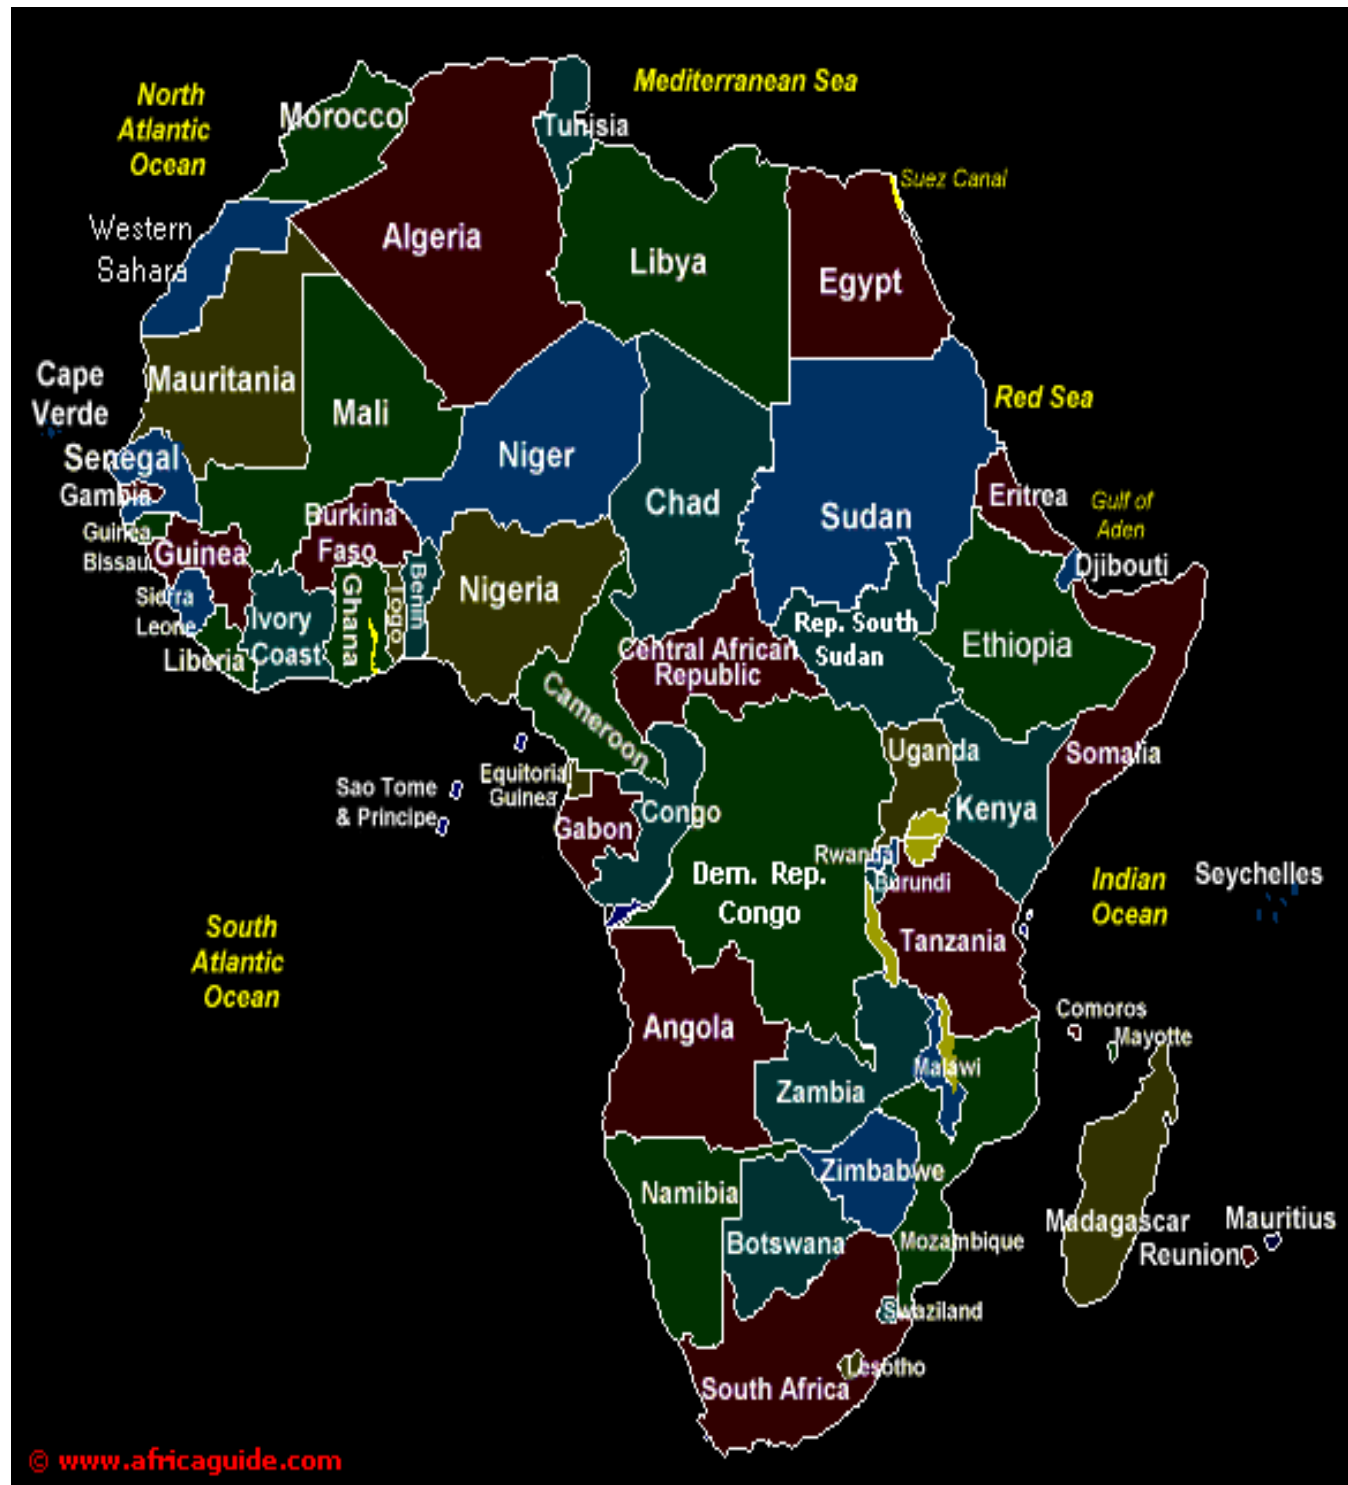 Mediterranean Sea
North
Atlantic
Ocean
Morocco
Tunisia
Suez Canal
Western
Sahara
Algeria
Libya
Egypt
Cape
Verde
Mauritania
Mali
Niger
Chad
Sudan
Red Sea
Senegal
Gambia
Eritrea
Gulf of
Aden
Guinea
Bissau
Guinea
Burkina
Faso
Djibouti
Sierra
Leone
Ivory
Coast
Ghana
Togo
Benin
Nigeria
Rep. South
Sudan
Ethiopia
Liberia
Central African
Republic
Cameroon
Uganda
Somalia
Sao Tome
& Principe
Equitorial
Guinea
Gabon
Congo
Kenya
Rwanda
Burundi
Dem. Rep.
Congo
Indian
Ocean
Seychelles
South
Atlantic
Ocean
Tanzania
Angola
Comoros
Mayotte
Malawi
Zambia
Zimbabwe
Namibia
Botswana
Mozambique
Madagascar
Mauritius
Reunion
Swaziland
Lesotho
South Africa
© www.africaguide.com